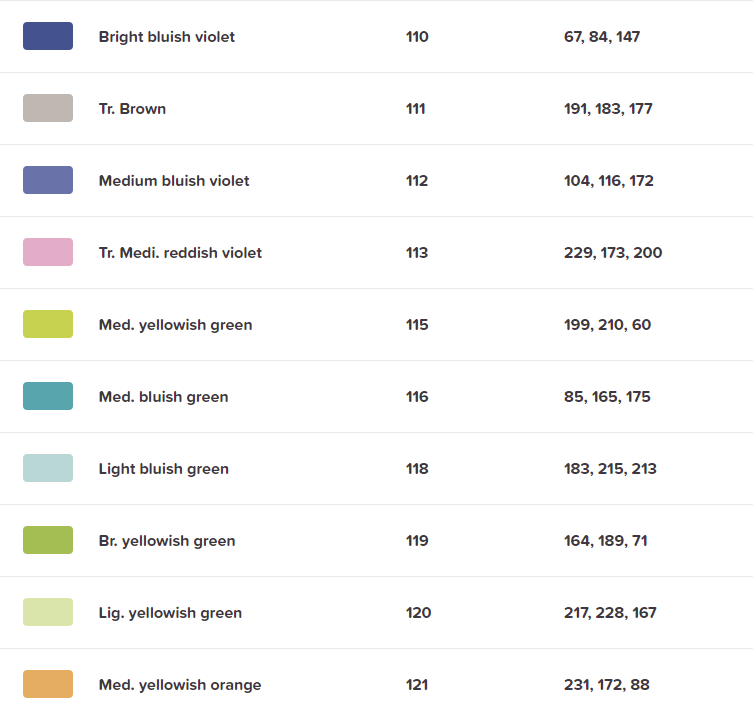 Bright bluish violet 110 67, 84, 147
Tr. Brown 111 191, 183, 177
Medium bluish violet 112 104, 116, 172
Tr. Medi. reddish violet 113 229, 173, 200
Med. yellowish green 115 199, 210, 60
Med. bluish green 116 85, 165, 175
Light bluish green 118 183, 215, 213
Br. yellowish green 119 164, 189, 71
Lig. yellowish green 120 217, 228, 167
Med. yellowish orange 121 231, 172, 88